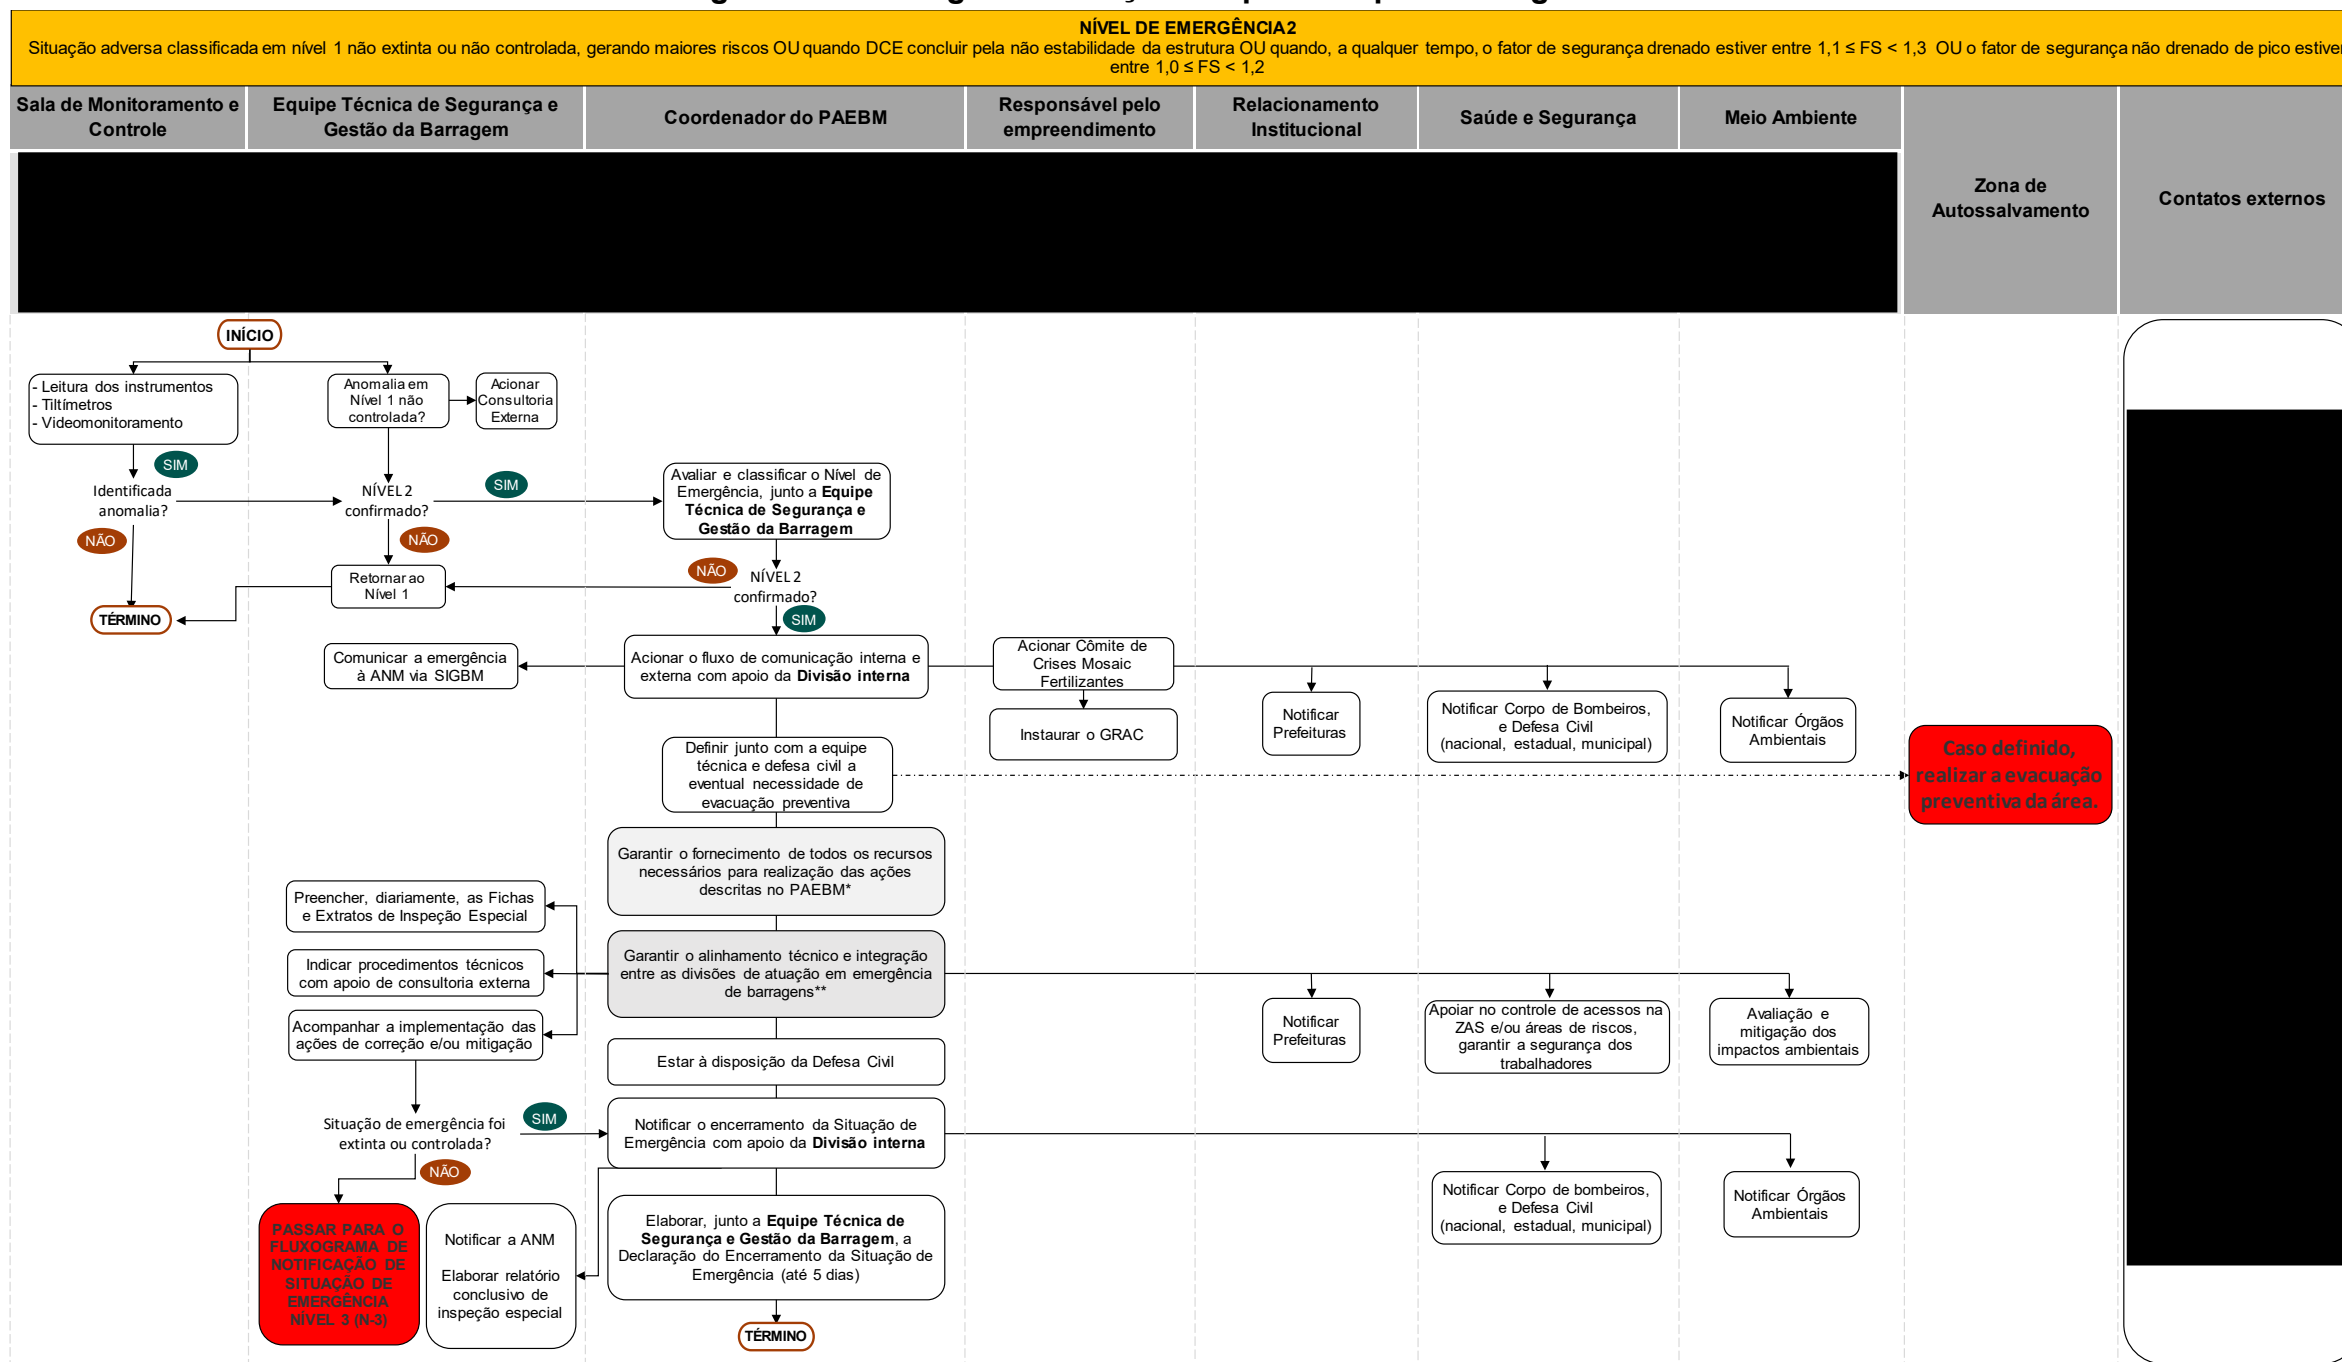 NÍVEL DE EMERGÊNCIA 2
Situação adversa classificada em nível 1 não extinta ou não controlada, gerando maiores riscos OU quando DCE concluir pela não estabilidade da estrutura OU quando, a qualquer tempo, o fator de segurança drenado estiver entre 1,1 ≤ FS < 1,3 OU o fator de segurança não drenado de pico estiver
entre 1,0 ≤ FS < 1,2
Sala de Monitoramento e
Controle
Equipe Técnica de Segurança e
Gestão da Barragem
Coordenador do PAEBM
Responsável pelo
empreendimento
Relacionamento
Institucional
Saúde e Segurança
Meio Ambiente
Zona de
Autossalvamento
Contatos externos
INÍCIO
- Leitura dos instrumentos
- Tiltímetros
- Videomonitoramento
Anomalia em
Nível 1 não
controlada?
Acionar
Consultoria
Externa
SIM
Identificada
anomalia?
NÃO
NÍVEL 2
confirmado?
SIM
NÃO
Avaliar e classificar o Nível de
Emergência, junto a Equipe
Técnica de Segurança e
Gestão da Barragem
Retornar ao
Nível 1
NÃO
NÍVEL 2
confirmado?
SIM
TÉRMINO
Comunicar a emergência
à ANM via SIGBM
Acionar o fluxo de comunicação interna e
externa com apoio da Divisão interna
Acionar Cômite de
Crises Mosaic
Fertilizantes
Instaurar o GRAC
Notificar
Prefeituras
Notificar Corpo de Bombeiros,
e Defesa Civil
(nacional, estadual, municipal)
Notificar Órgãos
Ambientais
Definir junto com a equipe
técnica e defesa civil a
eventual necessidade de
evacuação preventiva
Caso definido,
realizar a evacuação
preventiva da área.
Garantir o fornecimento de todos os recursos
necessários para realização das ações
descritas no PAEBM*
Preencher, diariamente, as Fichas
e Extratos de Inspeção Especial
Garantir o alinhamento técnico e integração
entre as divisões de atuação em emergência
de barragens**
Indicar procedimentos técnicos
com apoio de consultoria externa
Acompanhar a implementação das
ações de correção e/ou mitigação
Notificar
Prefeituras
Apoiar no controle de acessos na
ZAS e/ou áreas de riscos,
garantir a segurança dos
trabalhadores
Avaliação e
mitigação dos
impactos ambientais
Estar à disposição da Defesa Civil
Situação de emergência foi
extinta ou controlada?
SIM
NÃO
Notificar o encerramento da Situação de
Emergência com apoio da Divisão interna
Notificar Corpo de bombeiros,
e Defesa Civil
(nacional, estadual, municipal)
Notificar Órgãos
Ambientais
PASSAR PARA O
FLUXOGRAMA DE
NOTIFICAÇÃO DE
SITUAÇÃO DE
EMERGÊNCIA
NÍVEL 3 (N-3)
Notificar a ANM
Elaborar relatório
conclusivo de
inspeção especial
Elaborar, junto a Equipe Técnica de
Segurança e Gestão da Barragem, a
Declaração do Encerramento da Situação de
Emergência (até 5 dias)
TÉRMINO